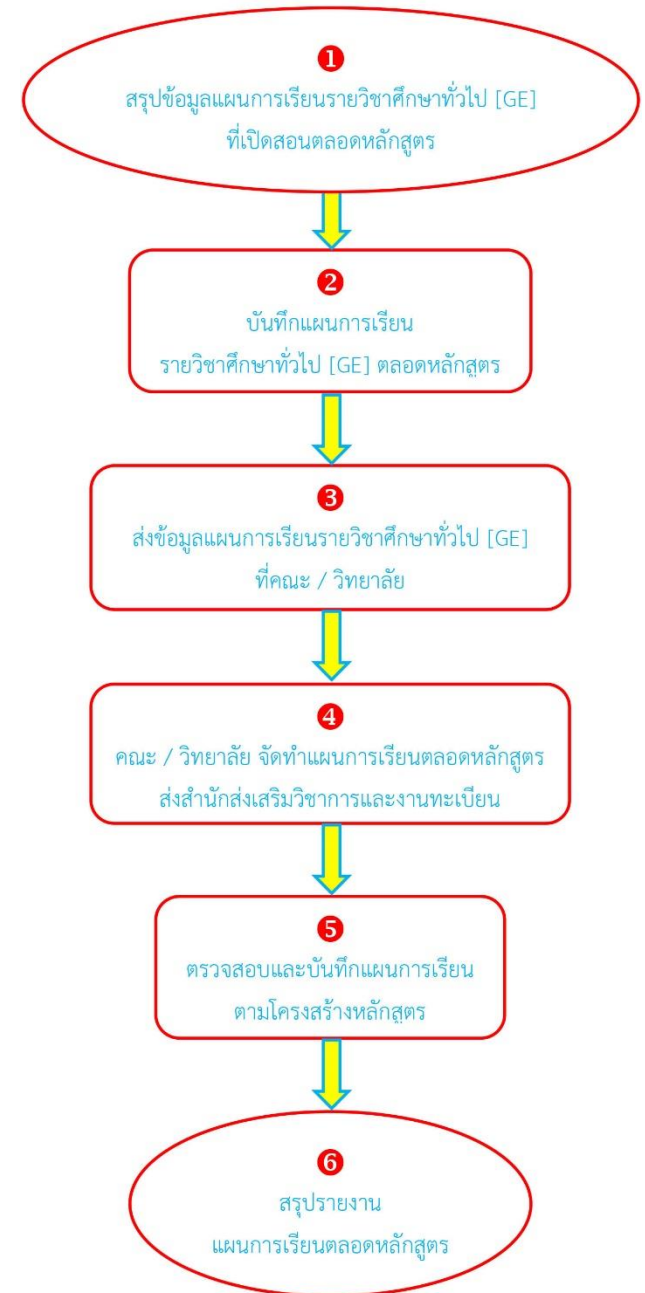 ❶
สรุปข้อมูลแผนการเรียนรายวิชาศึกษาทั่วไป [GE]
ที่เปิดสอนตลอดหลักสูตร
❷
บันทึกแผนการเรียน
รายวิชาศึกษาทั่วไป [GE] ตลอดหลักสูตร
❸
ส่งข้อมูลแผนการเรียนรายวิชาศึกษาทั่วไป [GE]
ที่คณะ / วิทยาลัย
❹
คณะ / วิทยาลัย จัดทำแผนการเรียนตลอดหลักสูตร
ส่งสำนักส่งเสริมวิชาการและงานทะเบียน
❺
ตรวจสอบและบันทึกแผนการเรียน
ตามโครงสร้างหลักสูตร
❻
สรุปรายงาน
แผนการเรียนตลอดหลักสูตร